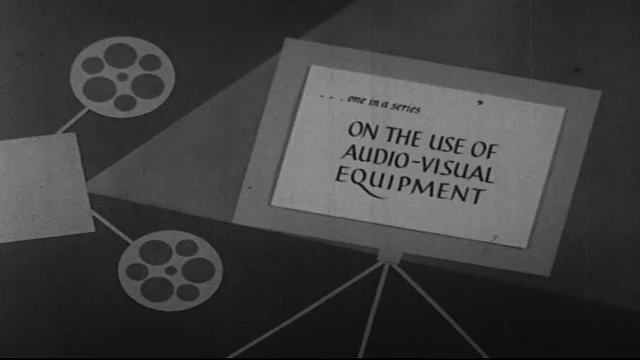 . . . one in a series
ON THE USE OF
AUDIO-VISUAL
EQUIPMENT